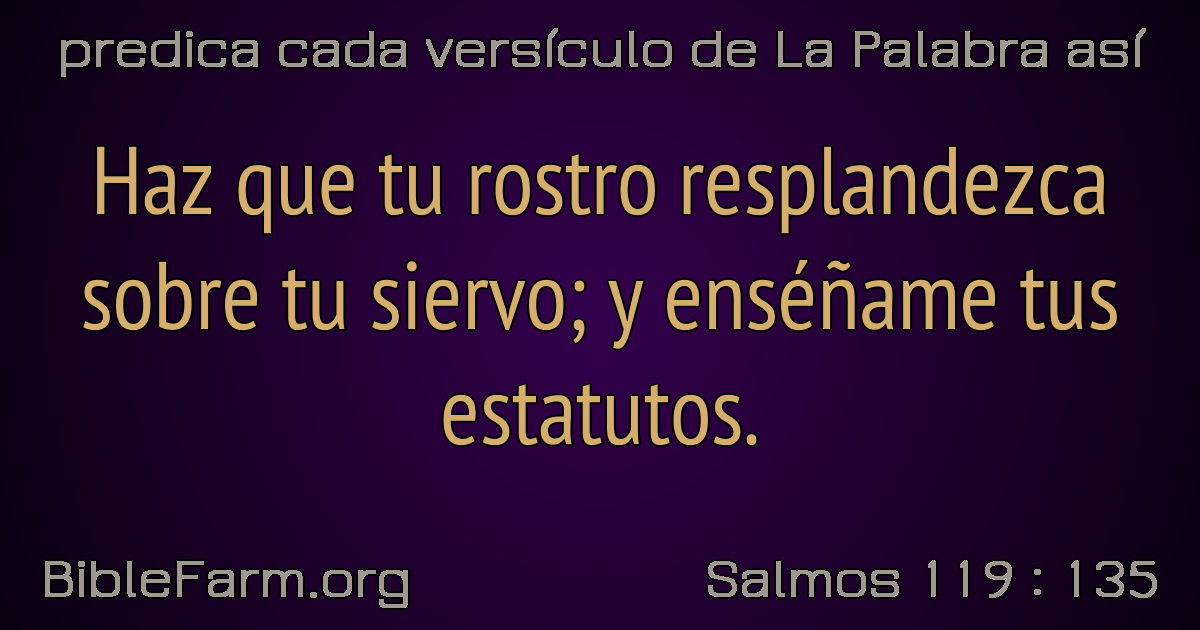 predica cada versículo de La Palabra así
Haz que tu rostro resplandezca
sobre tu siervo; y enséñame tus
estatutos.
BibleFarm.org
Salmos 119 : 135